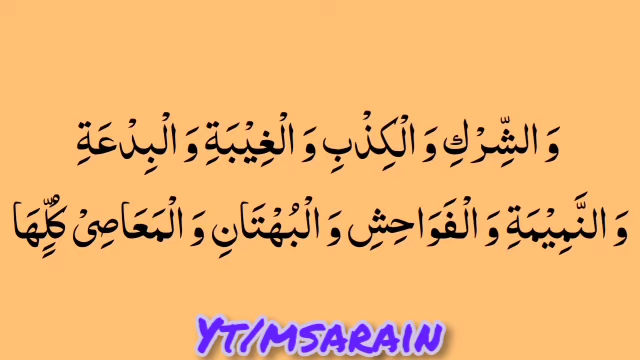 وَ الشِّرْكِ وَ الْكِذْبِ وَ الْغِيْبَةِ وَ الْبِدْعَةِ
وَ النَّمِيْمَةِ وَ الْفَوَاحِشِ وَ الْبُهْتَانِ وَ الْمَعَاصِىْ كُلِّهَا
Yt/msarain